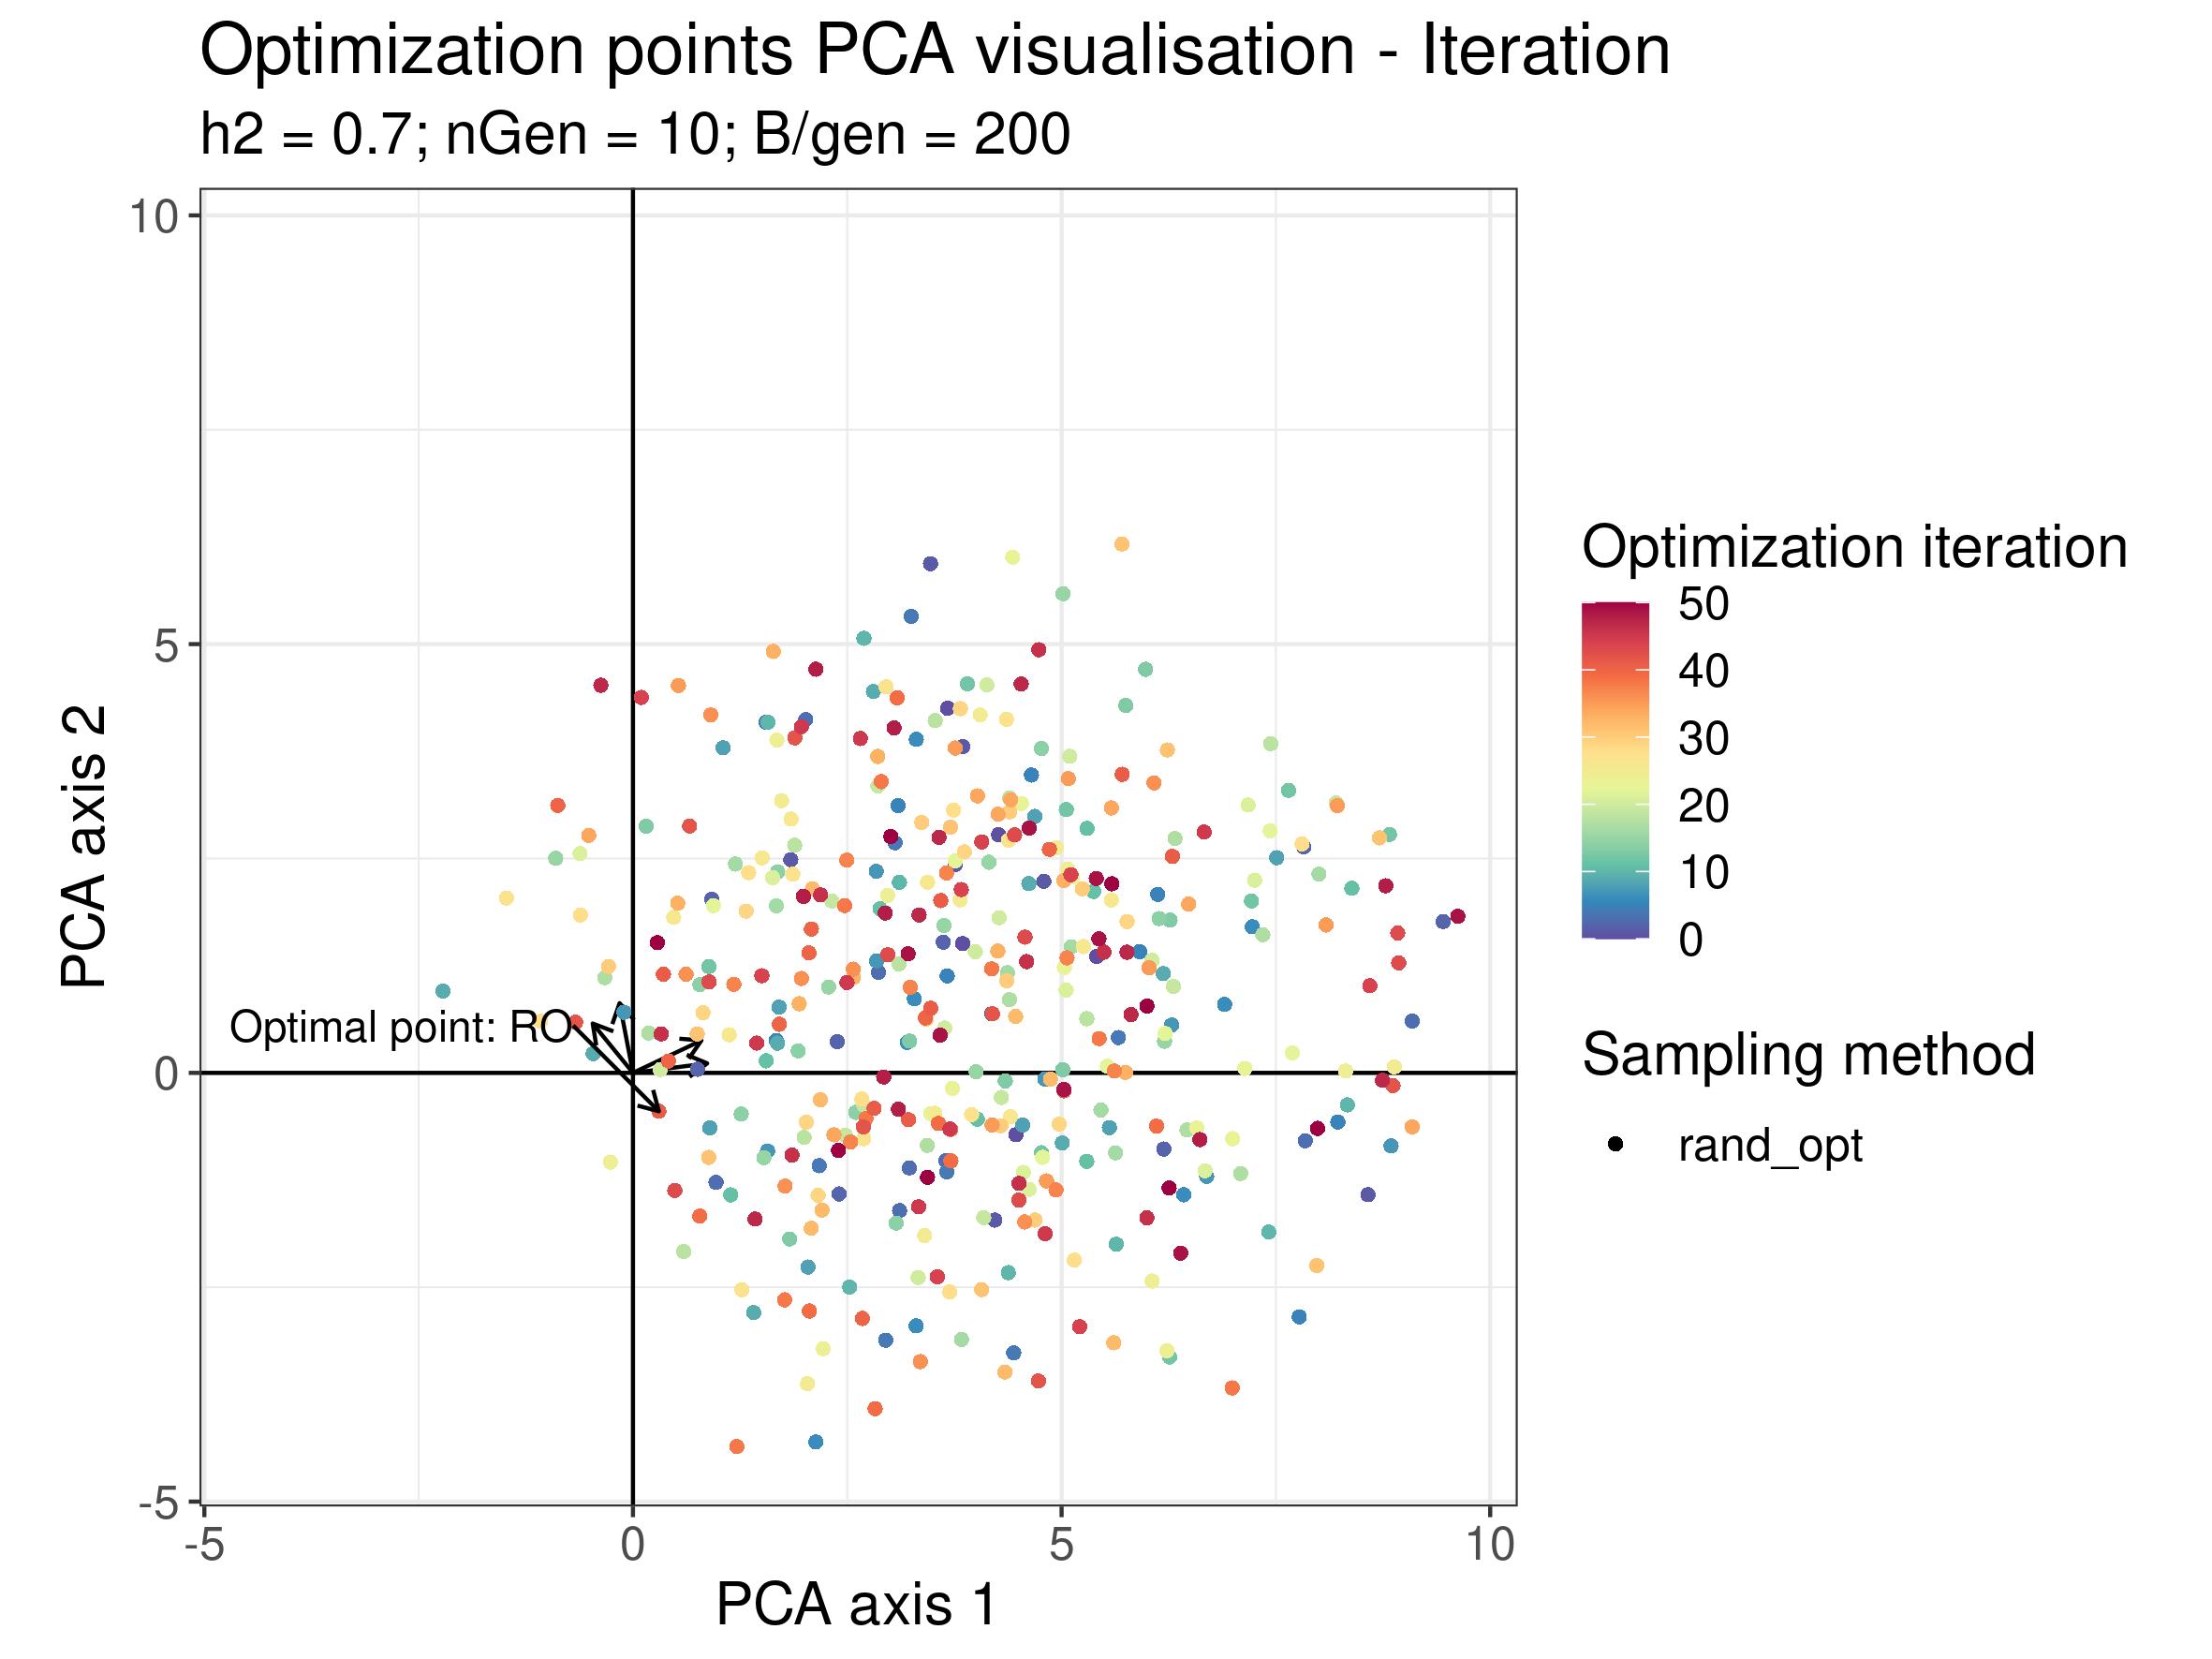 Optimization points PCA visualisation - Iteration
h2 = 0.7; nGen = 10; B/gen = 200
10
5
0
-5
-5
0
5
10
PCA axis 2
PCA axis 1
Optimal point: RO
Optimization iteration
50
40
30
20
10
0
Sampling method
rand_opt